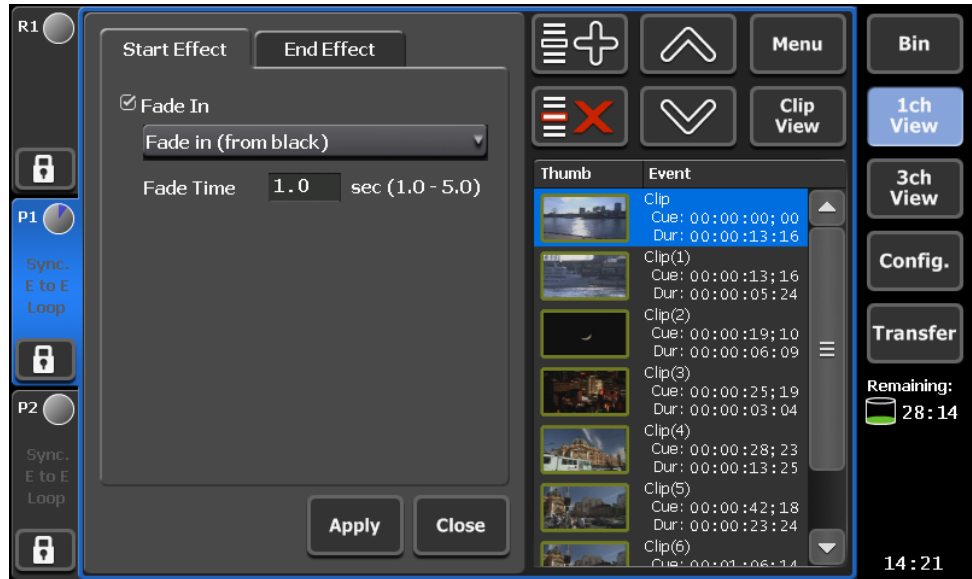 R1
P1
Sync.
E to E
Loop
P2
Sync.
E to E
Loop
Start Effect
End Effect
Fade In
Fade in (from black)
Fade Time 1.0 sec (1.0 - 5.0)
Apply
Close
Menu
Clip
View
Thumb Event
Clip
Cue: 00:00:00; 00
Dur: 00:00:13:16
Clip(1)
Cue: 00:00:13;16
Dur: 00:00:05:24
Clip(2)
Cue: 00:00:19;10
Dur: 00:00:06:09
Clip(3)
Cue: 00:00:25;19
Dur: 00:00:03:04
Clip(4)
Cue: 00:00:28;23
Dur: 00:00:13:25
Clip(5)
Cue: 00:00:42;18
Dur: 00:00:23:24
Clip(6)
Cue: 00:01:06:14
Bin
1ch
View
3ch
View
Config.
Transfer
Remaining:
28:14
14:21